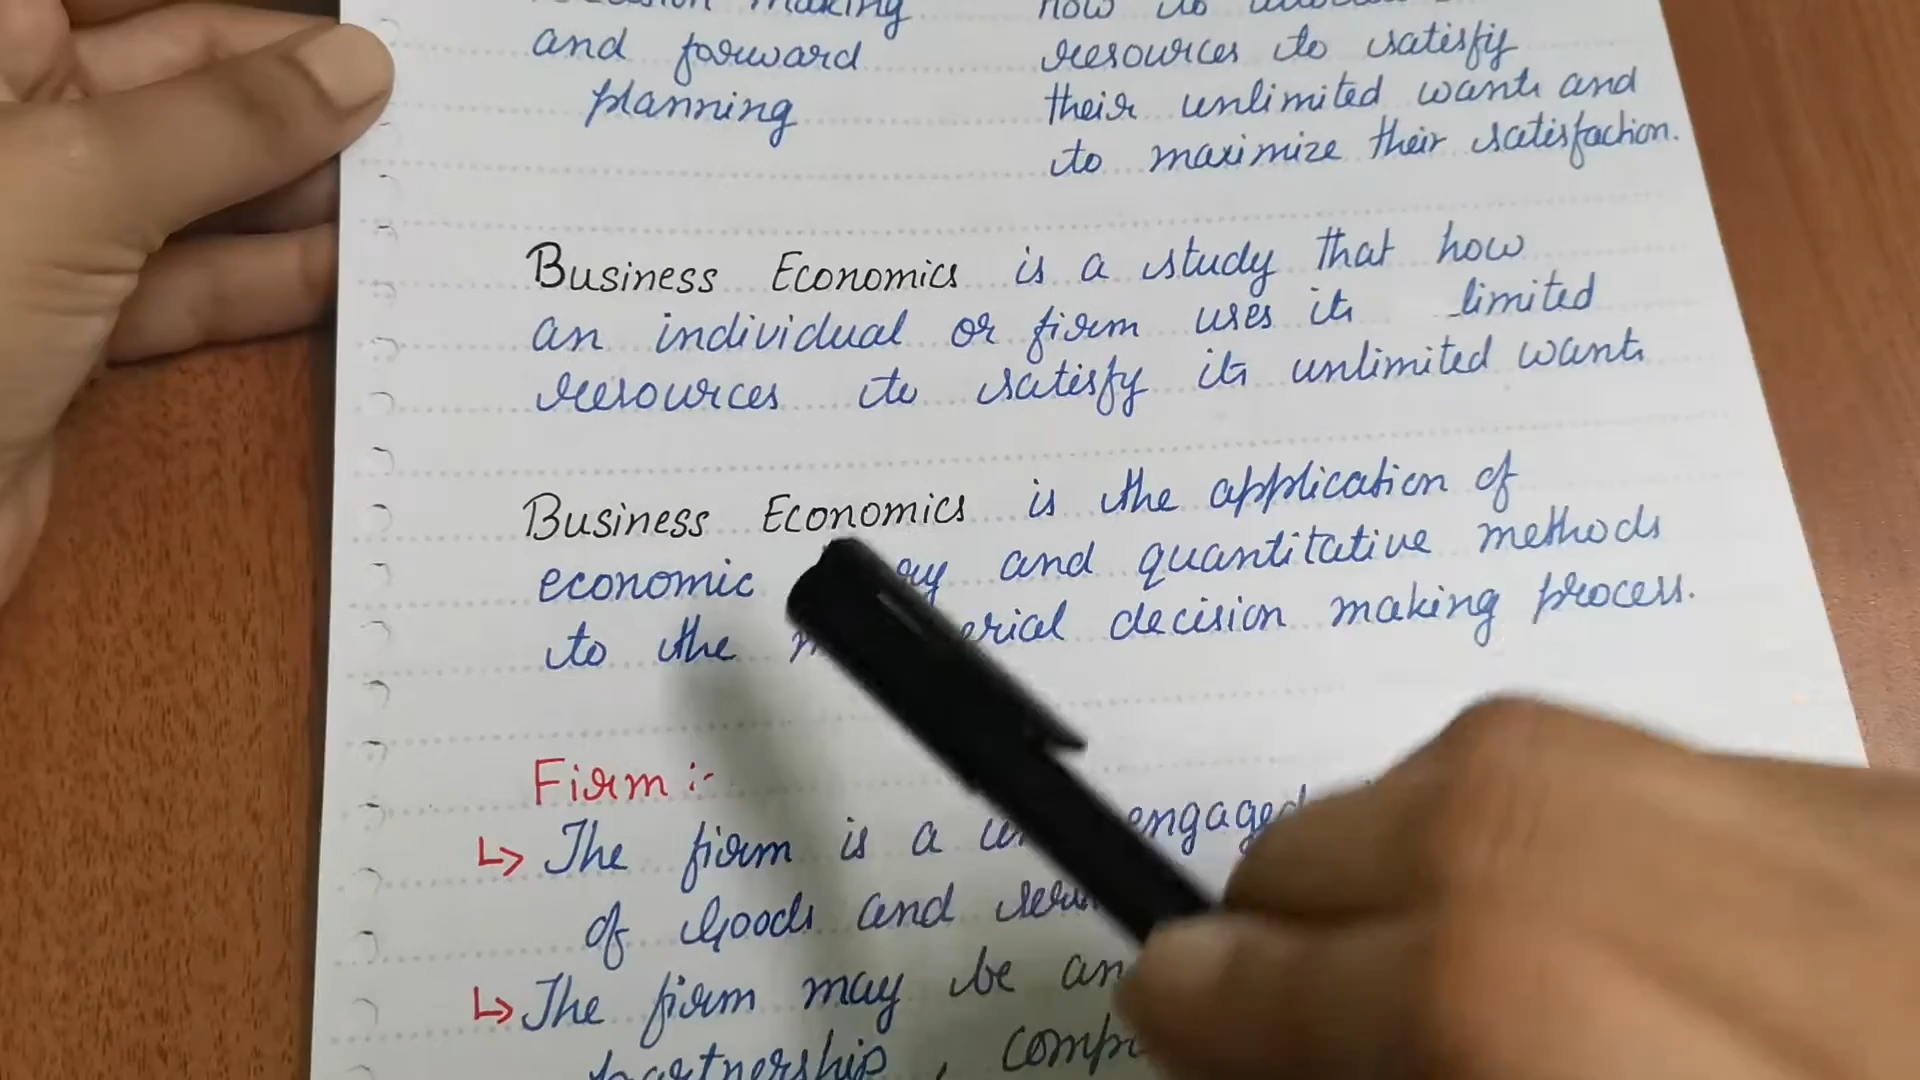 making
and forward
planning
how to
resources to satisfy
their unlimited wants and
to maximize their satisfaction.
Business Economics is a study that how
an individual or firm uses its limited
resources to satisfy its unlimited wants
Business Economics is the application of
economic and quantitative methods
to the decision making process.
Firm :-
↳ The firm is a engaged
of Goods and
↳ The firm may be an
partnership ,